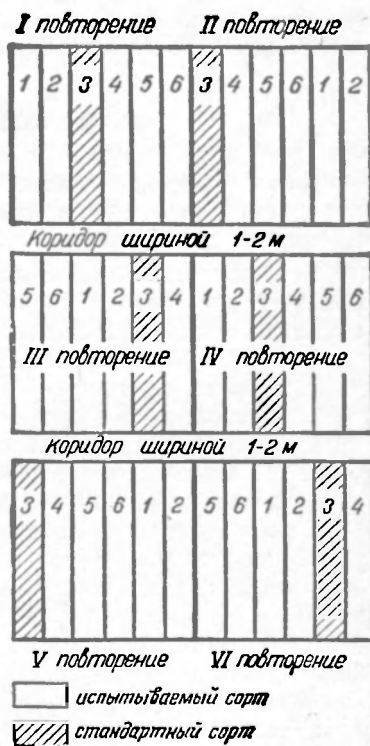 I повторение II повторение
1 2 3 4 5 6 3 4 5 6 1 2
Коридор шириной 1-2 м
5 6 1 2 3 4 1 2 3 4 5 6
III повторение IV повторение
Коридор шириной 1-2 м
3 4 5 6 1 2 5 6 1 2 3 4
V повторение VI повторение
испытываемый сорт
стандартный сорт